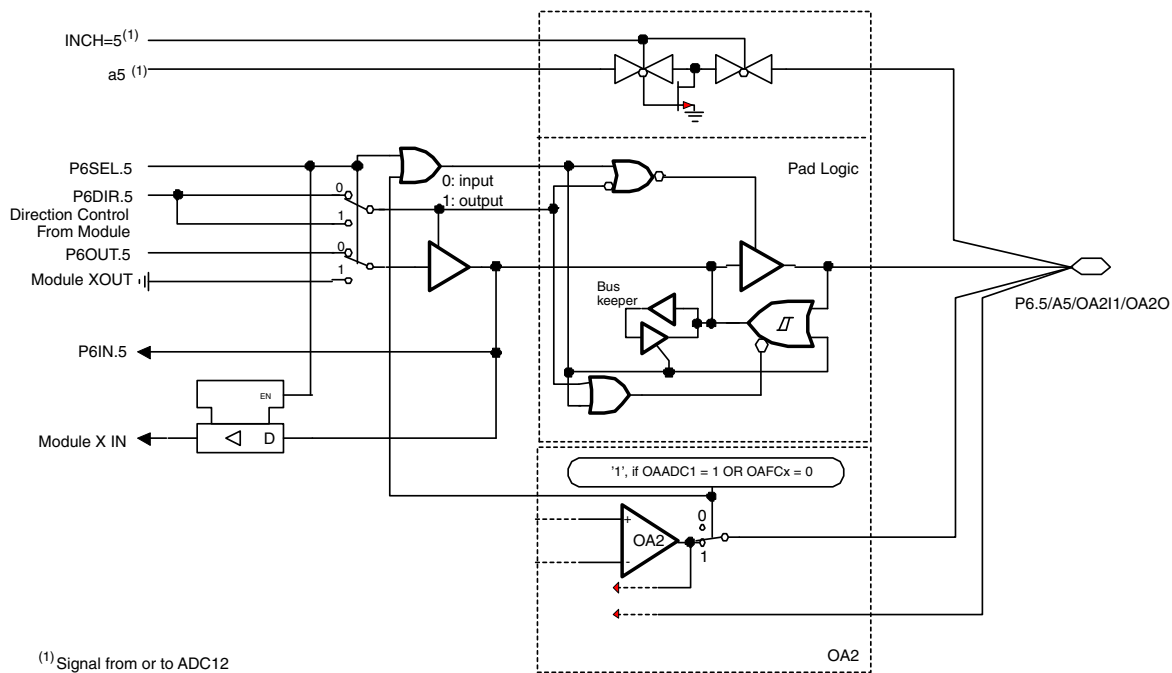 INCH=5(1)
a5 (1)
P6SEL.5
P6DIR.5
Direction Control
From Module
P6OUT.5
Module XOUT
P6IN.5
Module X IN
EN
D
0
1
0
1
0: input
1: output
Pad Logic
Bus
keeper
P6.5/A5/OA2I1/OA2O
'1', if OAADC1 = 1 OR OAFCx = 0
+
-
OA2
0
1
OA2
(1) Signal from or to ADC12